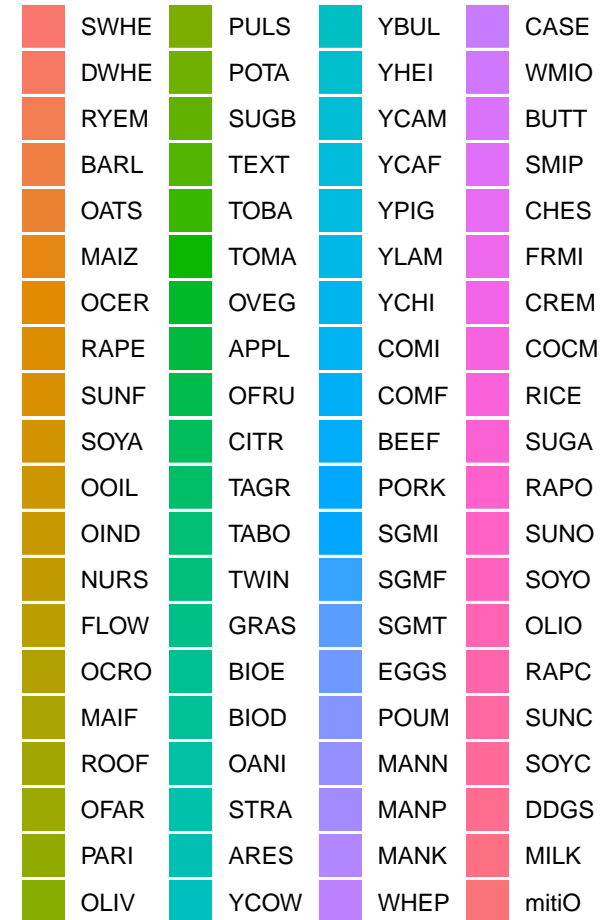 SWHE PULS YBUL CASE
DWHE POTA YHEI WMIO
RYEM SUGB YCAM BUTT
BARL TEXT YCAF SMIP
OATS TOBA YPIG CHES
MAIZ TOMA YLAM FRMI
OCER OVEG YCHI CREM
RAPE APPL COMI COCM
SUNF OFRU COMF RICE
SOYA CITR BEEF SUGA
OOIL TAGR PORK RAPO
OIND TABO SGMI SUNO
NURS TWIN SGMF SOYO
FLOW GRAS SGMT OLIO
OCRO BIOE EGGS RAPC
MAIF BIOD POUM SUNC
ROOF OANI MANN SOYC
OFAR STRA MANP DDGS
PARI ARES MANK MILK
OLIV YCOW WHEP mitiO